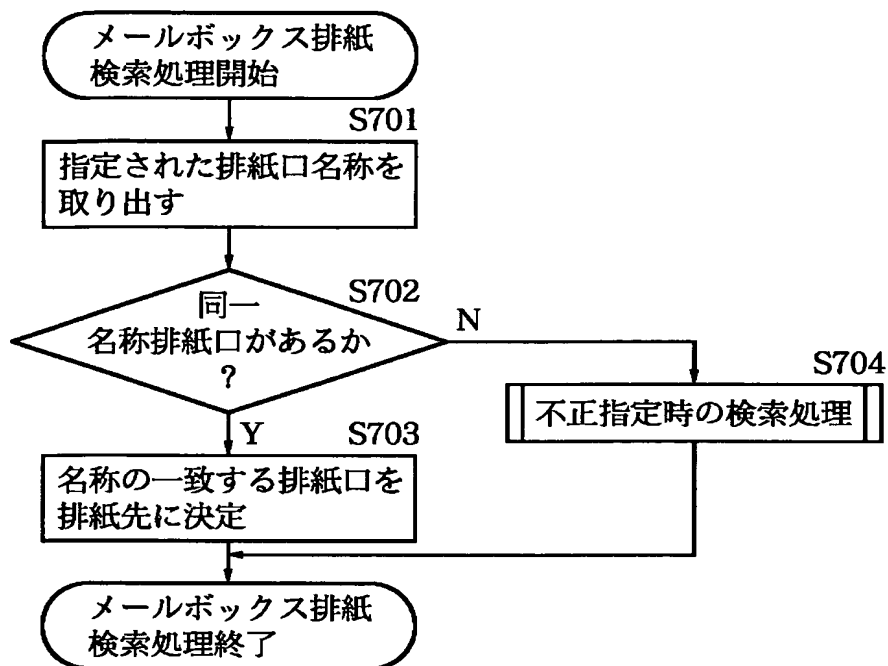 メールボックス排紙
検索処理開始
S701
指定された排紙口名称を
取り出す
S702
同一
名称排紙口があるか
?
N
Y
S704
不正指定時の検索処理
S703
名称の一致する排紙口を
排紙先に決定
メールボックス排紙
検索処理終了